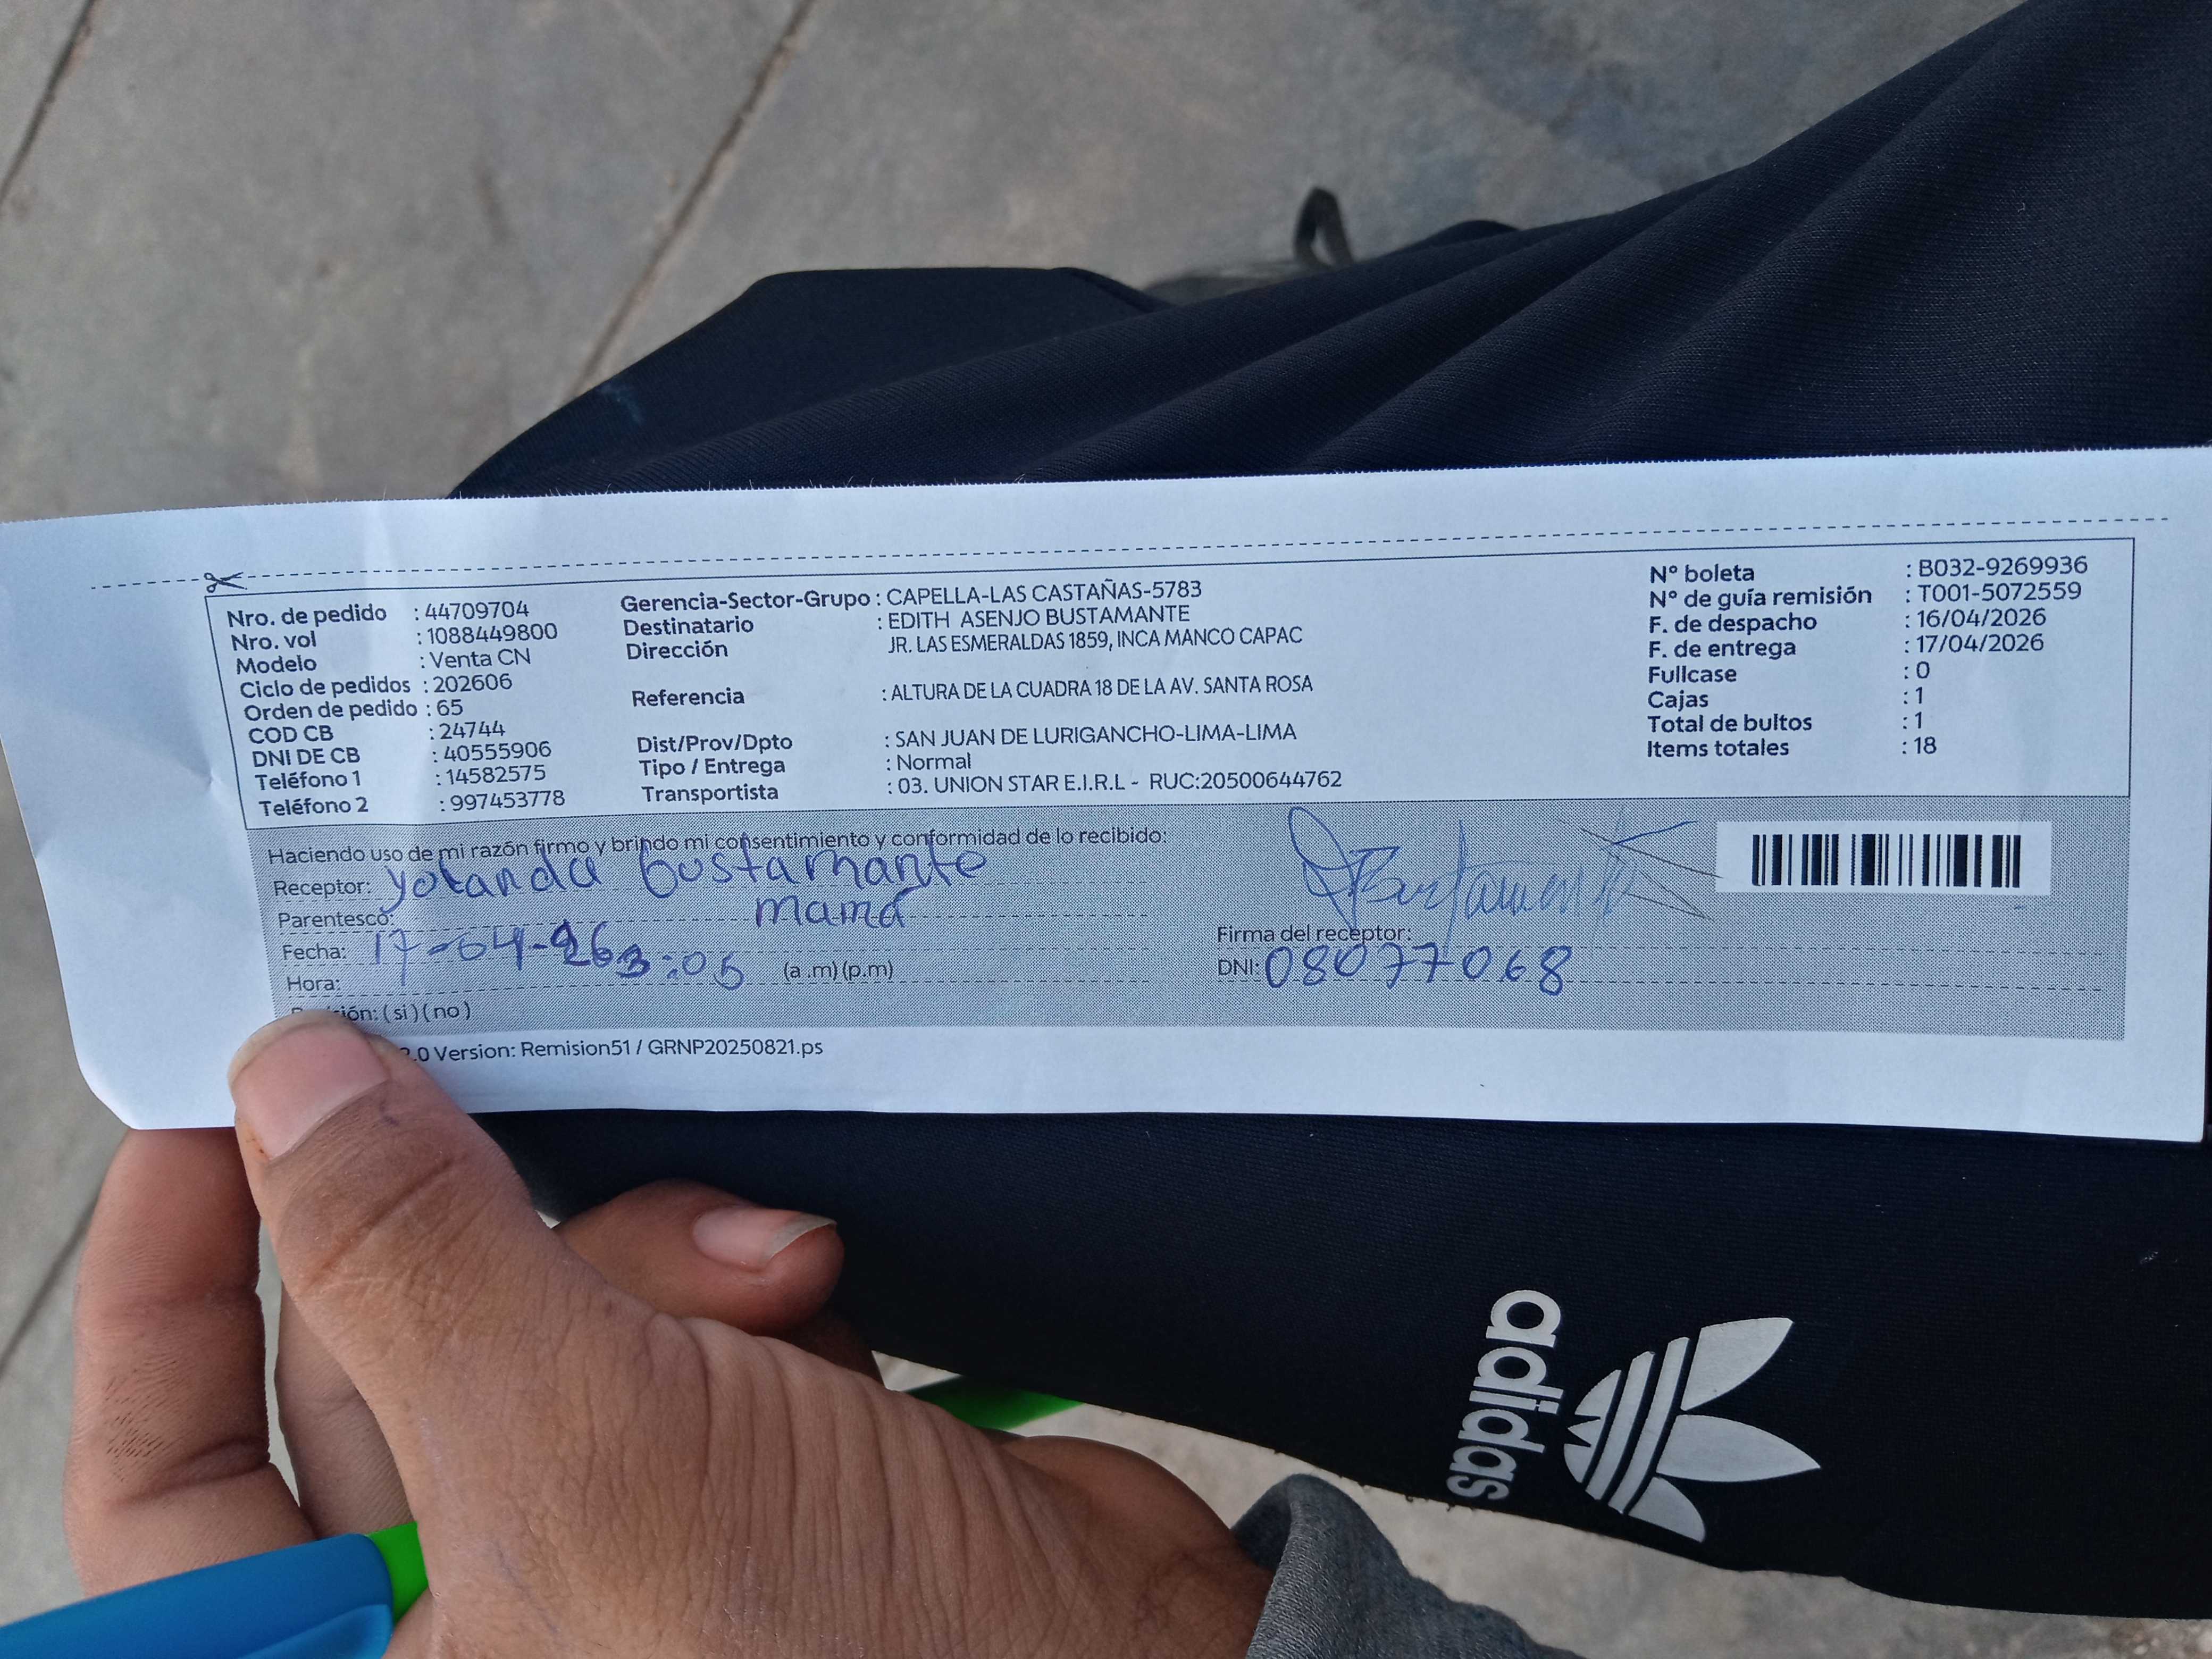 Nro. de pedido : 44709704
Nro. vol : 1088449800
Modelo : Venta CN
Ciclo de pedidos : 202606
Orden de pedido : 65
COD CB : 24744
DNI DE CB : 40555906
Teléfono 1 : 14582575
Teléfono 2 : 997453778
Gerencia-Sector-Grupo : CAPELLA-LAS CASTAÑAS-5783
Destinatario : EDITH ASENJO BUSTAMANTE
Dirección JR. LAS ESMERALDAS 1859, INCA MANCO CAPAC
Referencia : ALTURA DE LA CUADRA 18 DE LA AV. SANTA ROSA
Dist/Prov/Dpto : SAN JUAN DE LURIGANCHO-LIMA-LIMA
Tipo / Entrega : Normal
Transportista : 03. UNION STAR E.I.R.L - RUC:20500644762
N° boleta : B032-9269936
N° de guía remisión : T001-5072559
F. de despacho : 16/04/2026
F. de entrega : 17/04/2026
Fullcase : 0
Cajas : 1
Total de bultos : 1
Items totales : 18
Haciendo uso de mi razón firmo y brindo mi consentimiento y conformidad de lo recibido:
Receptor: yolanda bustamante
Parentesco: mamá
Fecha: 17-04-26
Hora: 3:05 (a .m) (p.m)
(si) (no)
Firma del receptor: Bustamante
DNI: 08077068
Version: Remision51 / GRNP20250821.ps
adidas